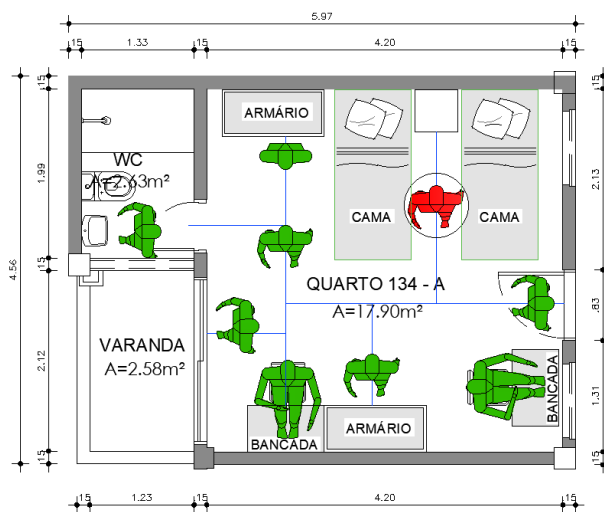 5.97
15
1.33
15
4.20
15
15
15
ARMÁRIO
WC
A=2.63m²
1.99
2.13
CAMA
CAMA
4.56
15
QUARTO 134 - A
A=17.90m²
.83
VARANDA
A=2.58m²
2.12
1.31
BANCADA
BANCADA
ARMÁRIO
15
15
15
1.23
15
4.20
15